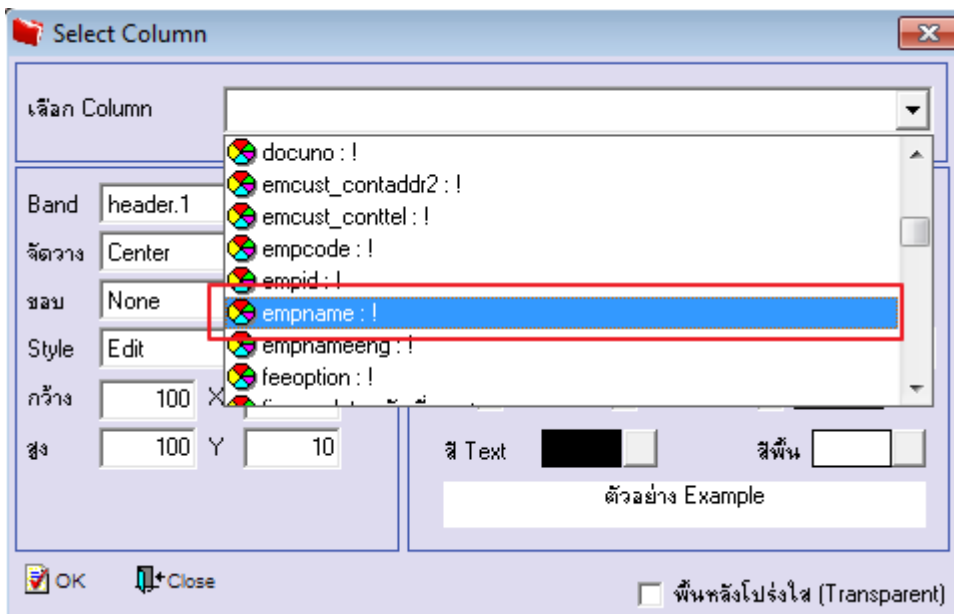 Select Column
เลือก Column
docuno : !
emcust_contaddr2 : !
emcust_conttel : !
empcode : !
empid : !
empname : !
empnameeng : !
feeoption : !
Band header.1
จัดวาง Center
ขอบ None
Style Edit
กว้าง 100 X
สูง 100 Y 10
สี Text สีพื้น
ตัวอย่าง Example
OK Close
พื้นหลังโปร่งใส (Transparent)